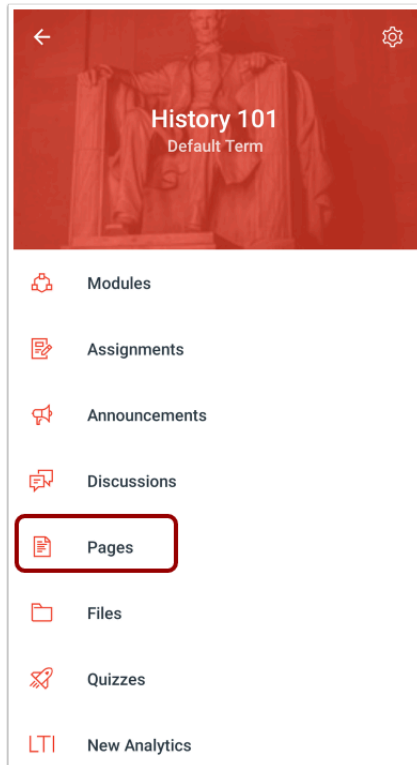 History 101
Default Term
Modules
Assignments
Announcements
Discussions
Pages
Files
Quizzes
LTI New Analytics